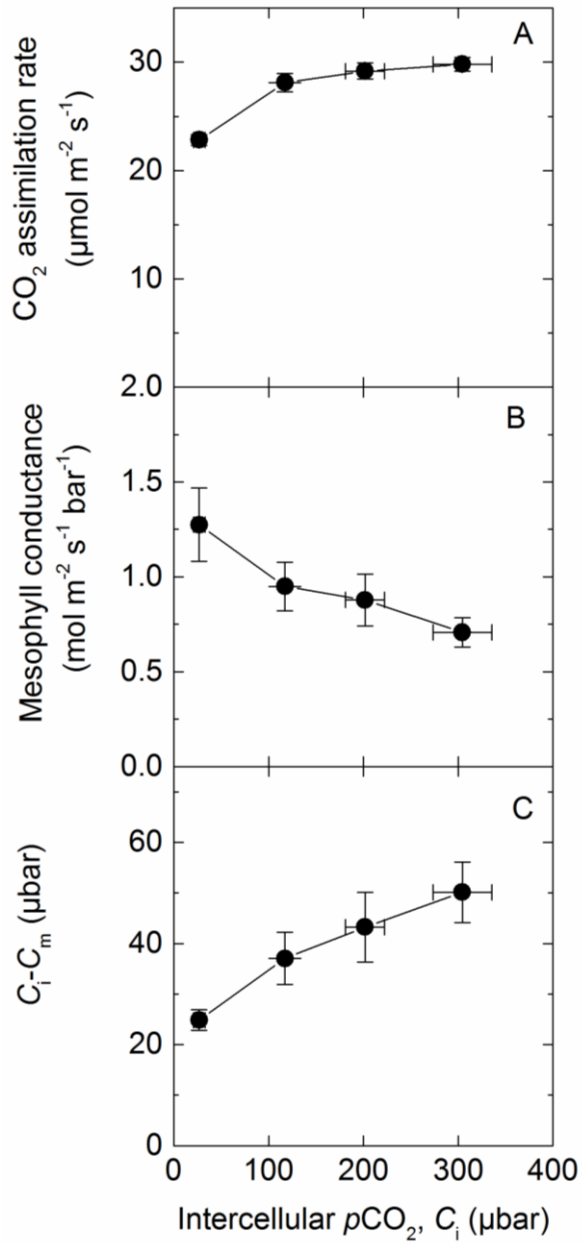 A
30
20
10
CO₂ assimilation rate
(µmol m⁻² s⁻¹)
B
2.0
1.5
1.0
0.5
0.0
Mesophyll conductance
(mol m⁻² s⁻¹ bar⁻¹)
C
60
40
20
0
Cᵢ-Cₘ (µbar)
0 100 200 300 400
Intercellular pCO₂, Cᵢ (µbar)